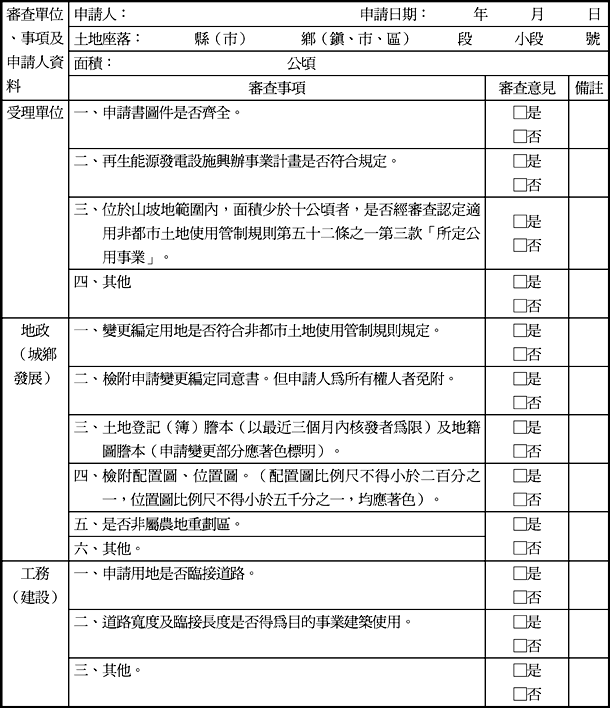 審查單位、事項及申請人資料
申請人： 申請日期： 年 月 日
土地座落： 縣（市） 鄉（鎮、市、區） 段 小段 號
面積： 公頃
審查事項 審查意見 備註
受理單位
一、申請書圖件是否齊全。
□是
□否
二、再生能源發電設施興辦事業計畫是否符合規定。
□是
□否
三、位於山坡地範圍內，面積少於十公頃者，是否經審查認定適
用非都市土地使用管制規則第五十二條之一第三款「所定公
用事業」。
□是
□否
四、其他
□是
□否
地政
（城鄉
發展）
一、變更編定用地是否符合非都市土地使用管制規則規定。
□是
□否
二、檢附申請變更編定同意書。但申請人為所有權人者免附。
□是
□否
三、土地登記（簿）謄本（以最近三個月內核發者為限）及地籍
圖謄本（申請變更部分應著色標明）。
□是
□否
四、檢附配置圖、位置圖。（配置圖比例尺不得小於二百分之
一，位置圖比例尺不得小於五千分之一，均應著色）。
□是
□否
五、是否非屬農地重劃區。
□是
六、其他。
□否
工務
（建設）
一、申請用地是否臨接道路。
□是
□否
二、道路寬度及臨接長度是否得為目的事業建築使用。
□是
□否
三、其他。
□是
□否